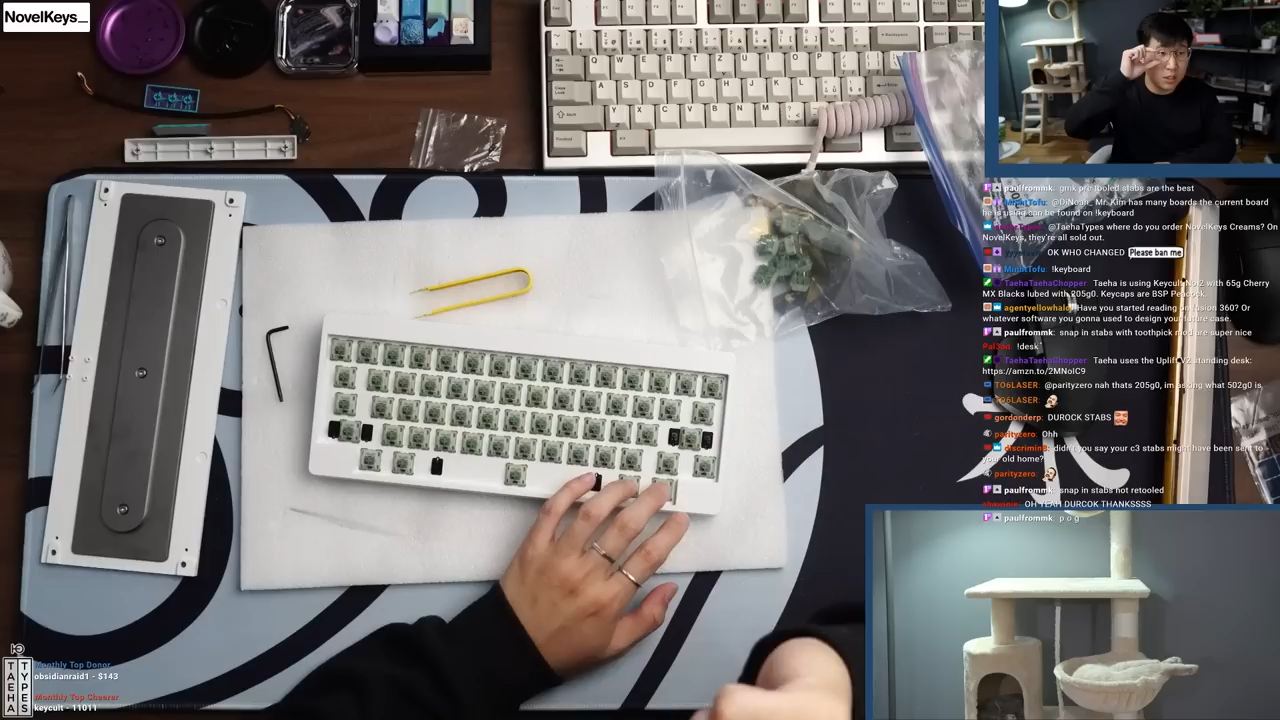 NovelKeys_
paulfrommk: gmk pre tooled stabs are the best
MinhtTofu: @DiNoah_ Mr. Kim has many boards the current board
he is using can be found on !keyboard
@TaehaTypes where do you order NovelKeys Creams? On
NovelKeys, they're all sold out.
OK WHO CHANGED Please ban me
MinhtTofu: !keyboard
TaehaTaehaChopper: Taeha is using Keycult No. 2 with 65g Cherry
MX Blacks lubed with 205g0. Keycaps are BSP Peacock.
agentyellowhalo: Have you started reading on fusion 360? Or
whatever software you gonna used to design your future case.
paulfrommk: snap in stabs with toothpick mod are super nice
!desk
TaehaTaehaChopper: Taeha uses the Uplift V2 standing desk:
https://amzn.to/2MNoIC9
TO6LASER: @parityzero nah thats 205g0, im asking what 502g0 is
TO6LASER:
gordonderp: DUROCK STABS
parityzero: Ohh
didn't you say your c3 stabs might have been sent to
your old home?
parityzero:
paulfrommk: snap in stabs not retooled
OH YEAH DURCOK THANKSSSS
paulfrommk: p o g
TAEHA
TYPES
Monthly Top Donor
obsidianraid1 - $143
Monthly Top Cheerer
keycult - 11011